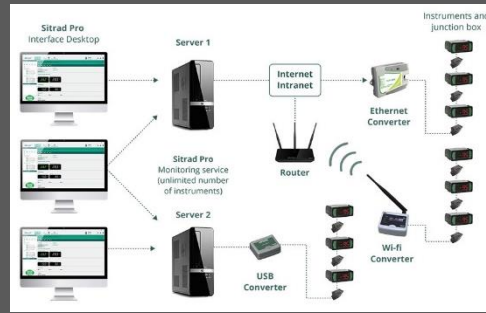 Sitrad Pro
Interface Desktop
Server 1
Internet
Intranet
Instruments and
junction box
Ethernet
Converter
Router
Sitrad Pro
Monitoring service
(unlimited number
of instruments)
Server 2
USB
Converter
Wi-fi
Converter